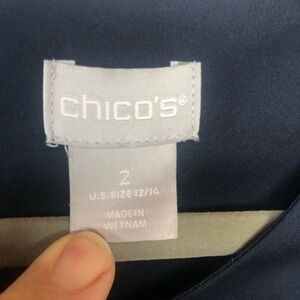 chico's®
2
U.S. SIZE 12/14
MADE IN
VIETNAM